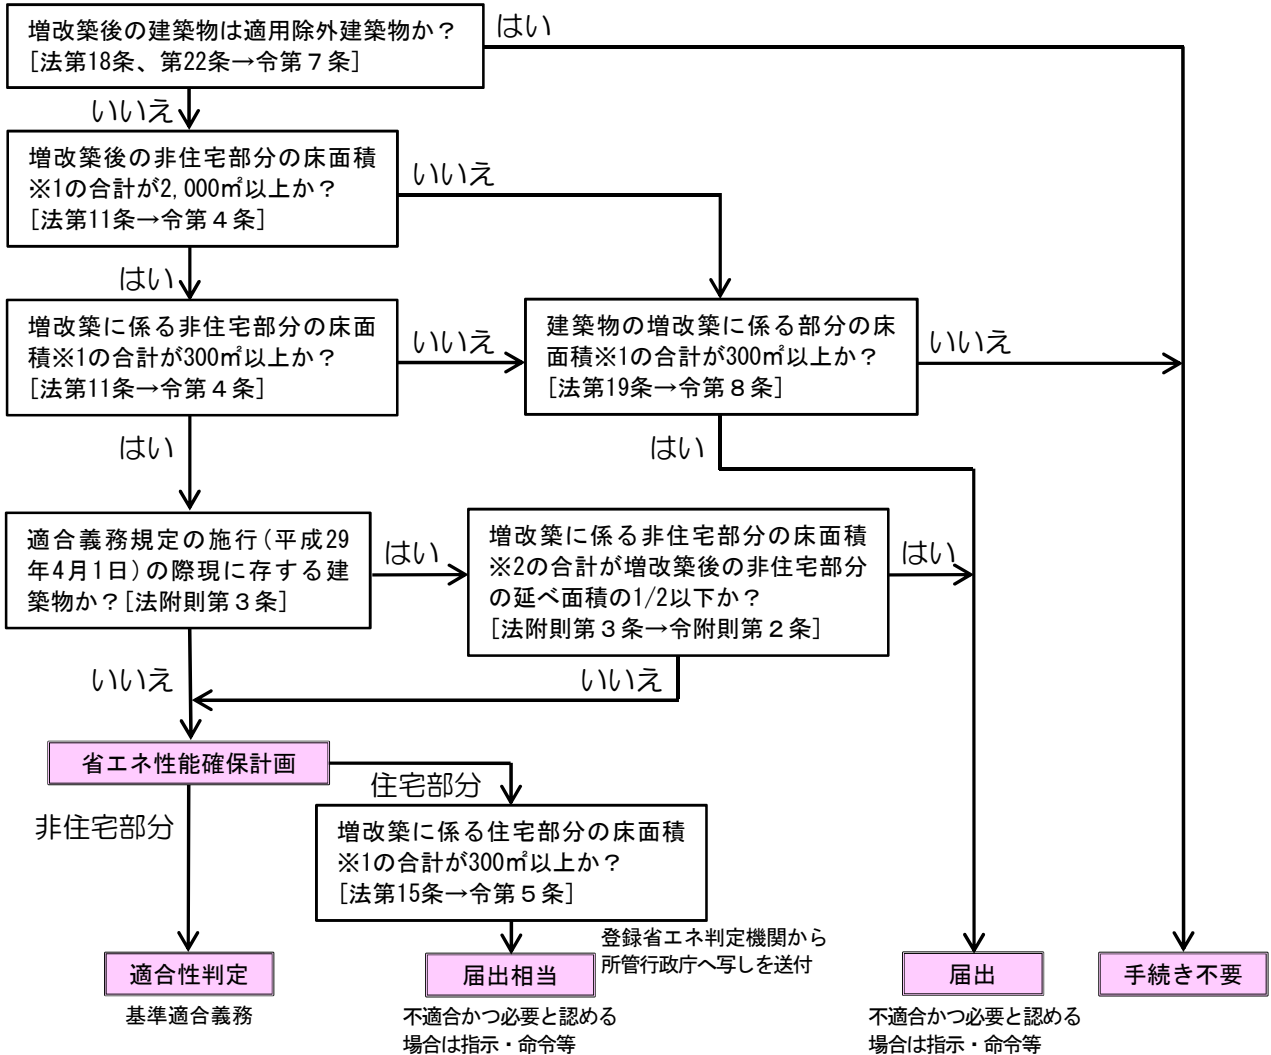 増改築後の建築物は適用除外建築物か？
[法第18条、第22条→令第７条]
はい
いいえ
増改築後の非住宅部分の床面積
※1の合計が2,000㎡以上か？
[法第11条→令第４条]
いいえ
はい
増改築に係る非住宅部分の床面
積※1の合計が300㎡以上か？
[法第11条→令第４条]
いいえ
建築物の増改築に係る部分の床
面積※1の合計が300㎡以上か？
[法第19条→令第８条]
いいえ
はい
はい
適合義務規定の施行(平成29
年4月1日)の際現に存する建
築物か？[法附則第３条]
はい
増改築に係る非住宅部分の床面積
※2の合計が増改築後の非住宅部分
の延べ面積の1/2以下か？
[法附則第３条→令附則第２条]
はい
いいえ
いいえ
省エネ性能確保計画
住宅部分
非住宅部分
増改築に係る住宅部分の床面積
※1の合計が300㎡以上か？
[法第15条→令第５条]
登録省エネ判定機関から
所管行政庁へ写しを送付
適合性判定
基準適合義務
届出相当
不適合かつ必要と認める
場合は指示・命令等
届出
不適合かつ必要と認める
場合は指示・命令等
手続き不要